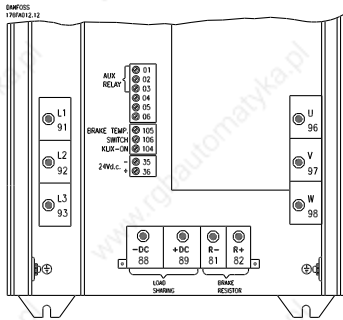 DANFOSS
178FA012.12
AUX
RELAY
01
02
03
04
05
06
BRAKE TEMP.
SWITCH
KLIX-ON
105
106
104
24Vd.c.
- 35
+ 36
L1
91
L2
92
L3
93
U
96
V
97
W
98
-DC
88
+DC
89
R-
81
R+
82
LOAD
SHARING
BRAKE
RESISTOR
www.rgbautomatyka.pl